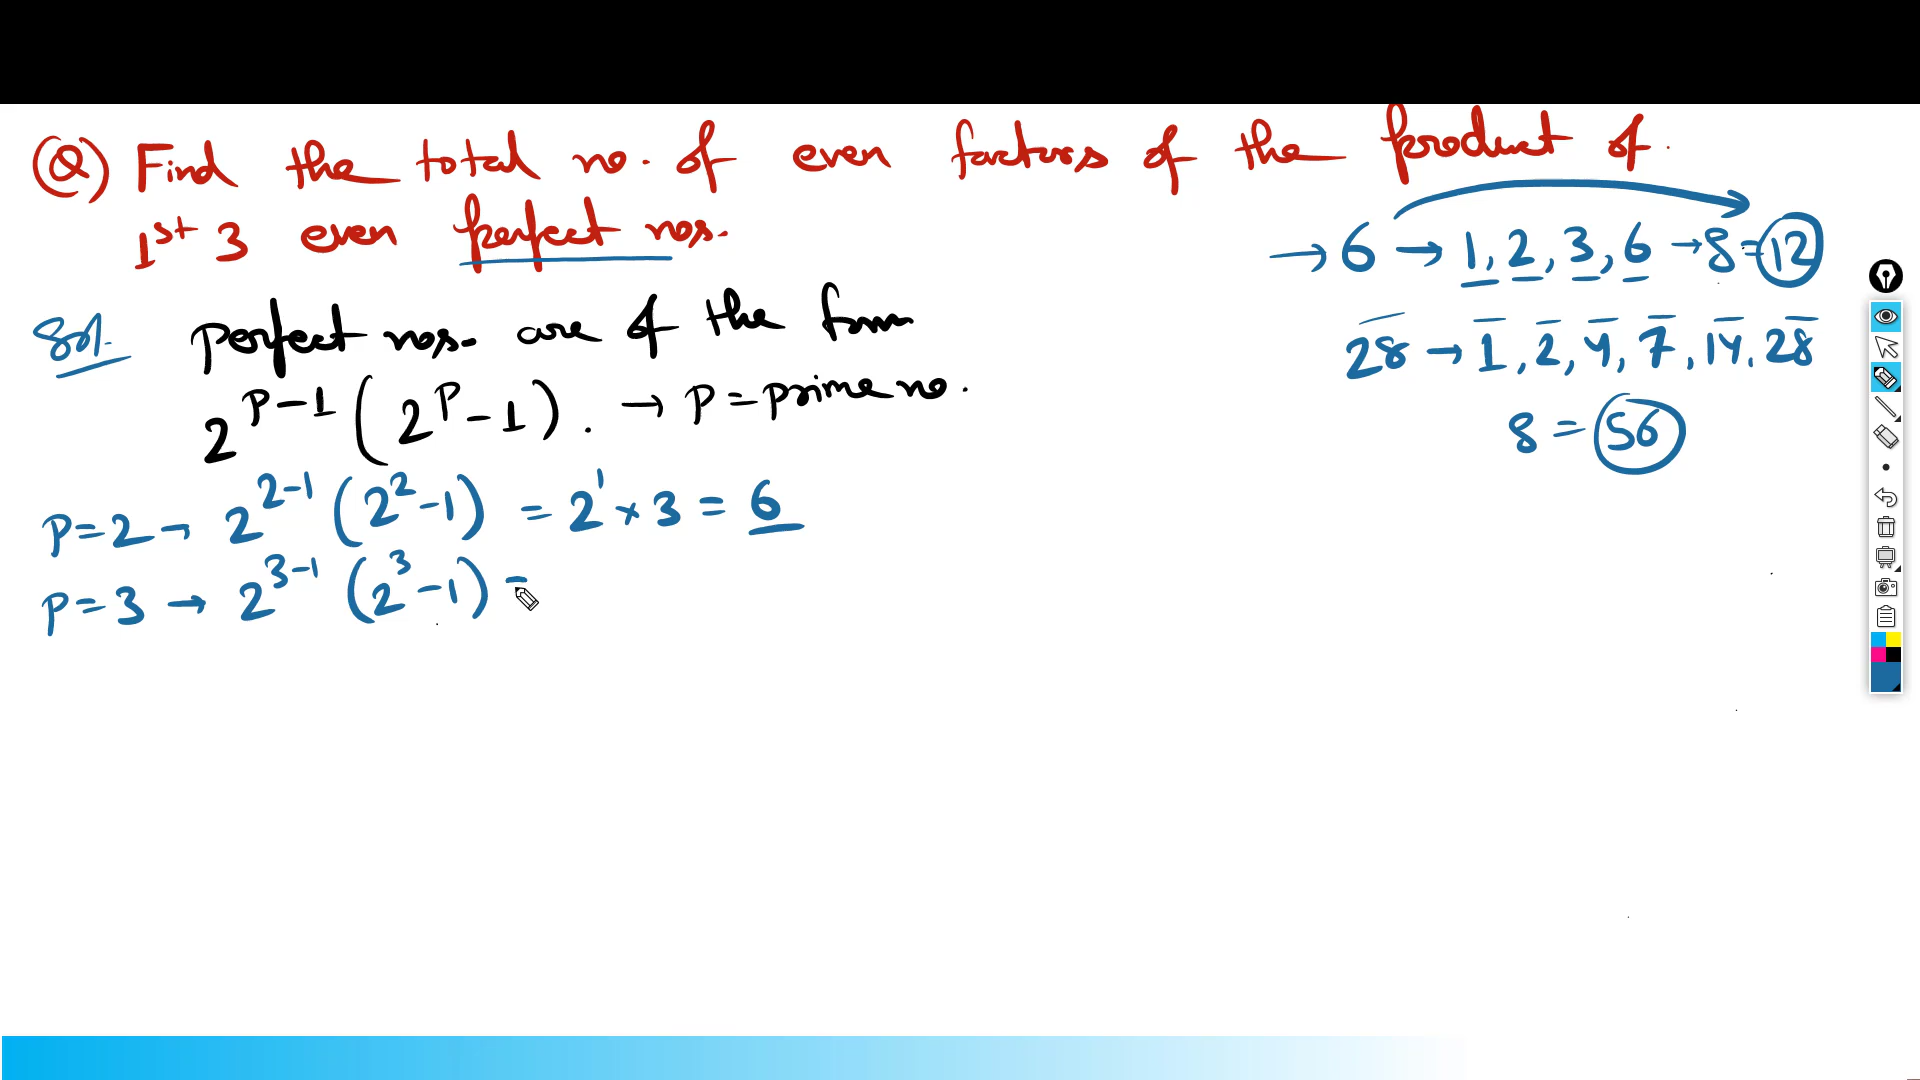 (Q) Find the total no. of even factors of the product of
1st 3 even perfect nos.
→ 6 → 1, 2, 3, 6 → 8 = 12
Sol. Perfect nos. are of the form
28 → 1, 2, 4, 7, 14, 28
2^{P-1} (2^P - 1). → P = prime no.
8 = 56
P = 2 → 2^{2-1} (2^2 - 1) = 2^1 × 3 = 6
P = 3 → 2^{3-1} (2^3 - 1) =